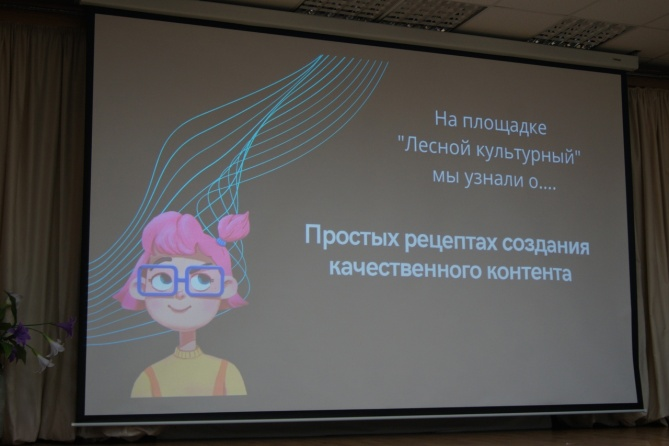 На площадке
"Лесной культурный"
мы узнали о....
Простых рецептах создания
качественного контента